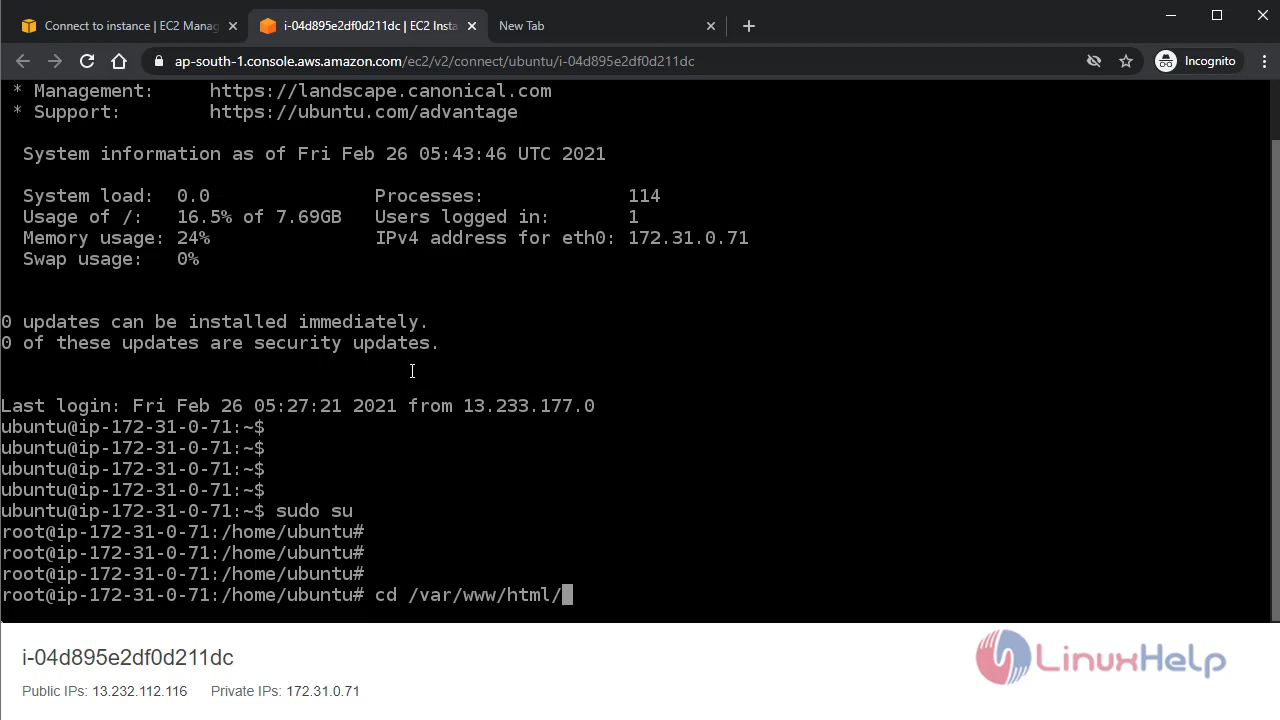 Connect to instance | EC2 Manag
i-04d895e2df0d211dc | EC2 Insta
New Tab
ap-south-1.console.aws.amazon.com/ec2/v2/connect/ubuntu/i-04d895e2df0d211dc
Incognito
* Management: https://landscape.canonical.com
* Support: https://ubuntu.com/advantage
System information as of Fri Feb 26 05:43:46 UTC 2021
System load: 0.0 Processes: 114
Usage of /: 16.5% of 7.69GB Users logged in: 1
Memory usage: 24% IPv4 address for eth0: 172.31.0.71
Swap usage: 0%
0 updates can be installed immediately.
0 of these updates are security updates.
Last login: Fri Feb 26 05:27:21 2021 from 13.233.177.0
ubuntu@ip-172-31-0-71:~$
ubuntu@ip-172-31-0-71:~$
ubuntu@ip-172-31-0-71:~$
ubuntu@ip-172-31-0-71:~$
ubuntu@ip-172-31-0-71:~$ sudo su
root@ip-172-31-0-71:/home/ubuntu#
root@ip-172-31-0-71:/home/ubuntu#
root@ip-172-31-0-71:/home/ubuntu#
root@ip-172-31-0-71:/home/ubuntu# cd /var/www/html/
i-04d895e2df0d211dc
Public IPs: 13.232.112.116 Private IPs: 172.31.0.71
LinuxHelp